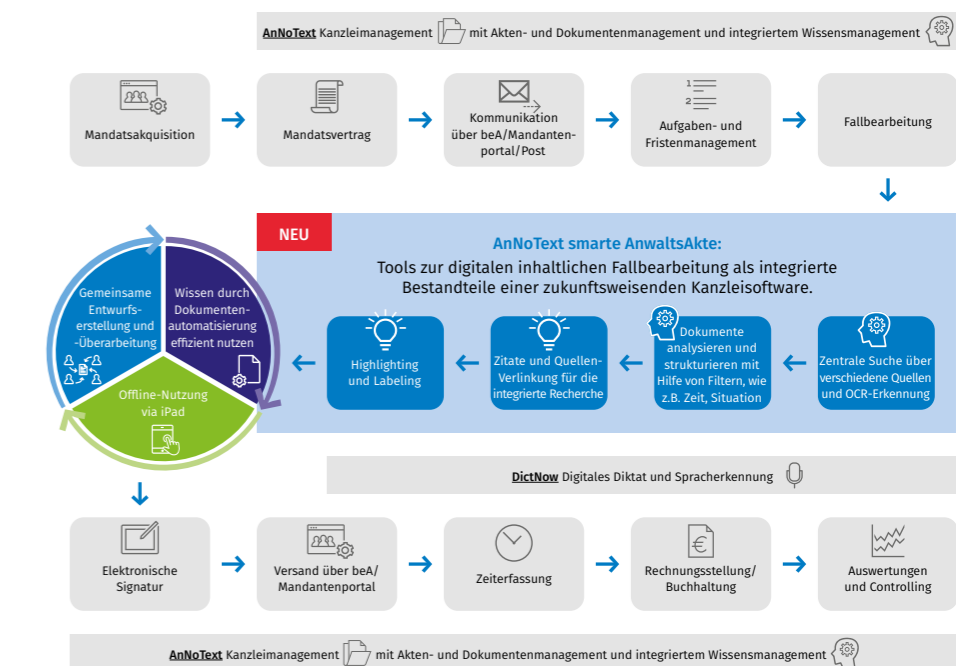 AnNoText Kanzleimanagement mit Akten- und Dokumentenmanagement und integriertem Wissensmanagement
Mandatsakquisition
Mandatsvertrag
Kommunikation
über beA/Mandanten-
portal/Post
1
2
Aufgaben- und
Fristenmanagement
Fallbearbeitung
NEU
AnNoText smarte AnwaltsAkte:
Tools zur digitalen inhaltlichen Fallbearbeitung als integrierte
Bestandteile einer zukunftsweisenden Kanzleisoftware.
Zentrale Suche über
verschiedene Quellen
und OCR-Erkennung
Dokumente
analysieren und
strukturieren mit
Hilfe von Filtern, wie
z.B. Zeit, Situation
Zitate und Quellen-
Verlinkung für die
integrierte Recherche
Highlighting
und Labeling
Wissen durch
Dokumenten-
automatisierung
effizient nutzen
Gemeinsame
Entwurfs-
erstellung und
-Überarbeitung
Offline-Nutzung
via iPad
DictNow Digitales Diktat und Spracherkennung
Elektronische
Signatur
Versand über beA/
Mandantenportal
Zeiterfassung
€
Rechnungsstellung/
Buchhaltung
Auswertungen
und Controlling
AnNoText Kanzleimanagement mit Akten- und Dokumentenmanagement und integriertem Wissensmanagement